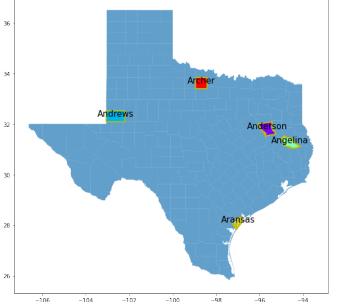 36
34
Archer
Andrews
32
Anderson
Angelina
30
Aransas
28
26
−106
−104
−102
−100
−98
−96
−94